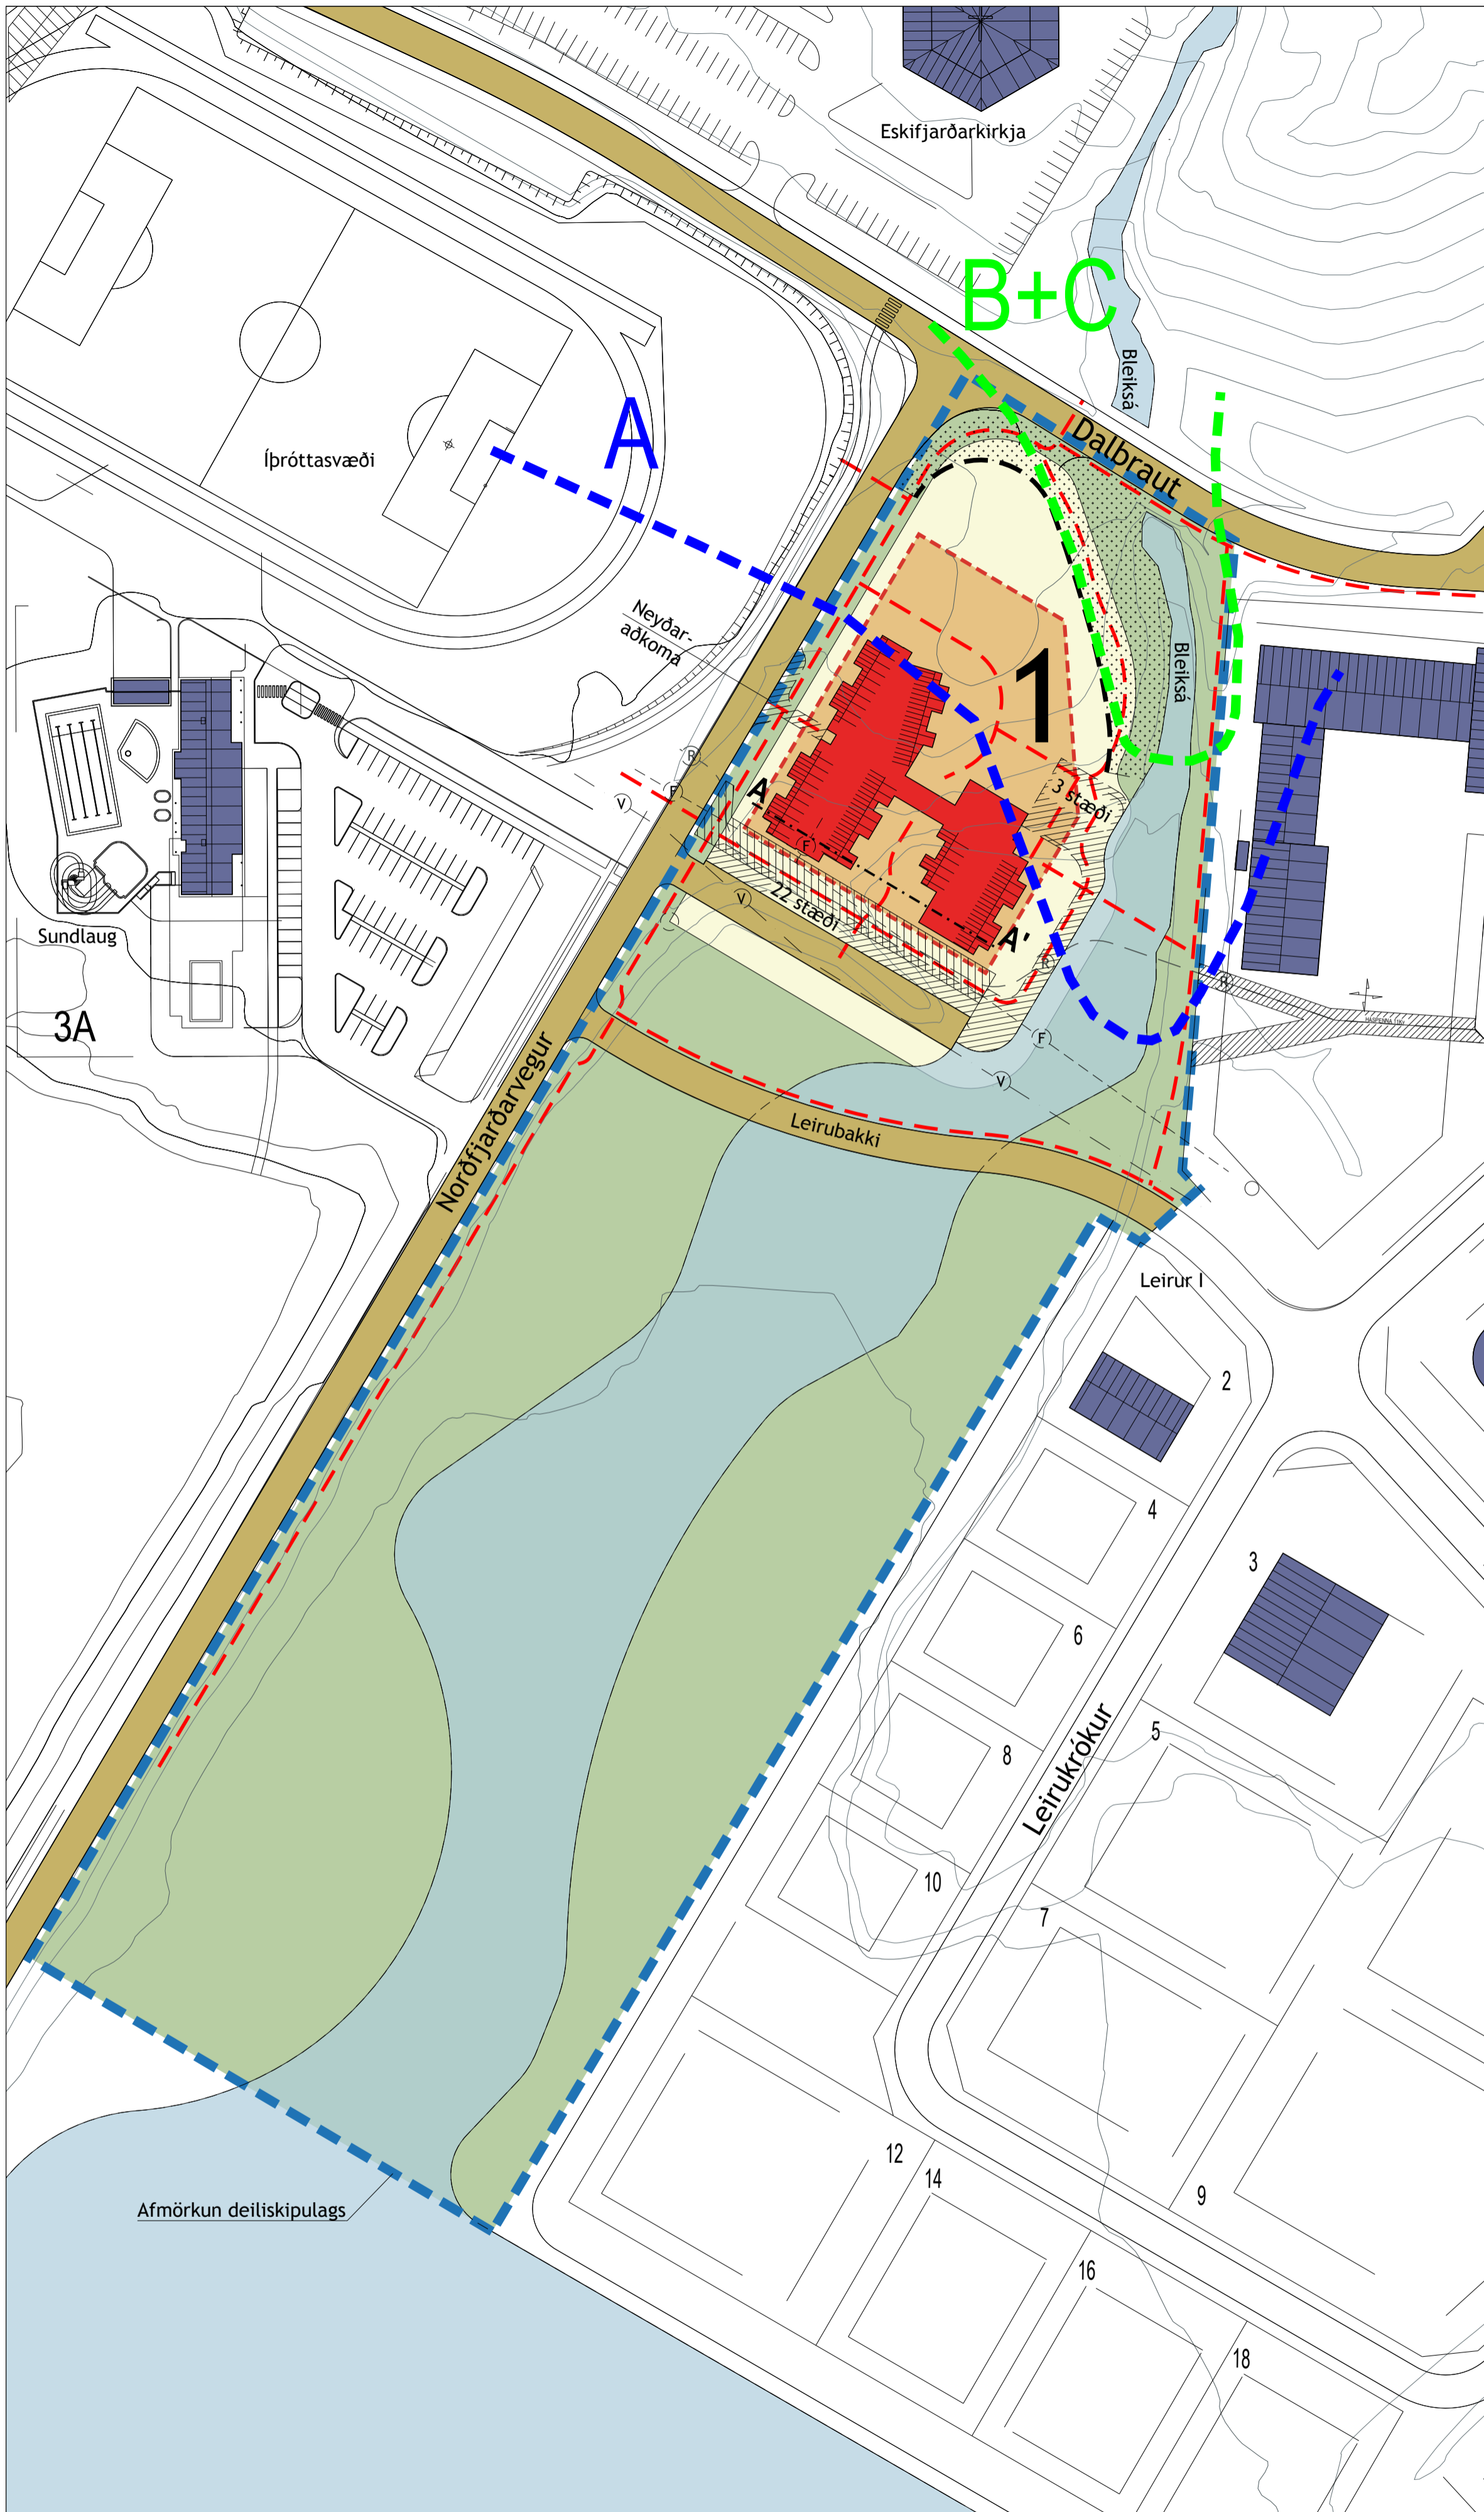 Eskifjarðarkirkja
B+C
Bleiksá
A
Dalbraut
Íþróttasvæði
Neyðar-
aðkoma
Bleiksá
1
R
3 stæði
A
F
V
F
22 stæði
V
A'
Sundlaug
R
R
HÁSPENNA
3A
F
V
Norðfjarðarvegur
Leirubakki
Leirur I
2
4
3
6
5
8
Leirukrókur
10
7
12
14
9
Afmörkun deiliskipulags
16
18